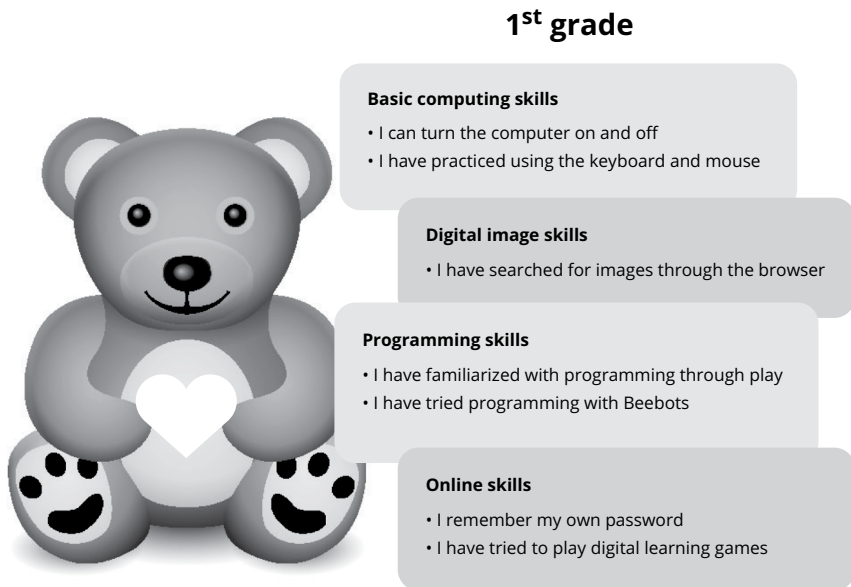 1st grade
Basic computing skills
• I can turn the computer on and off
• I have practiced using the keyboard and mouse
Digital image skills
• I have searched for images through the browser
Programming skills
• I have familiarized with programming through play
• I have tried programming with Beebots
Online skills
• I remember my own password
• I have tried to play digital learning games